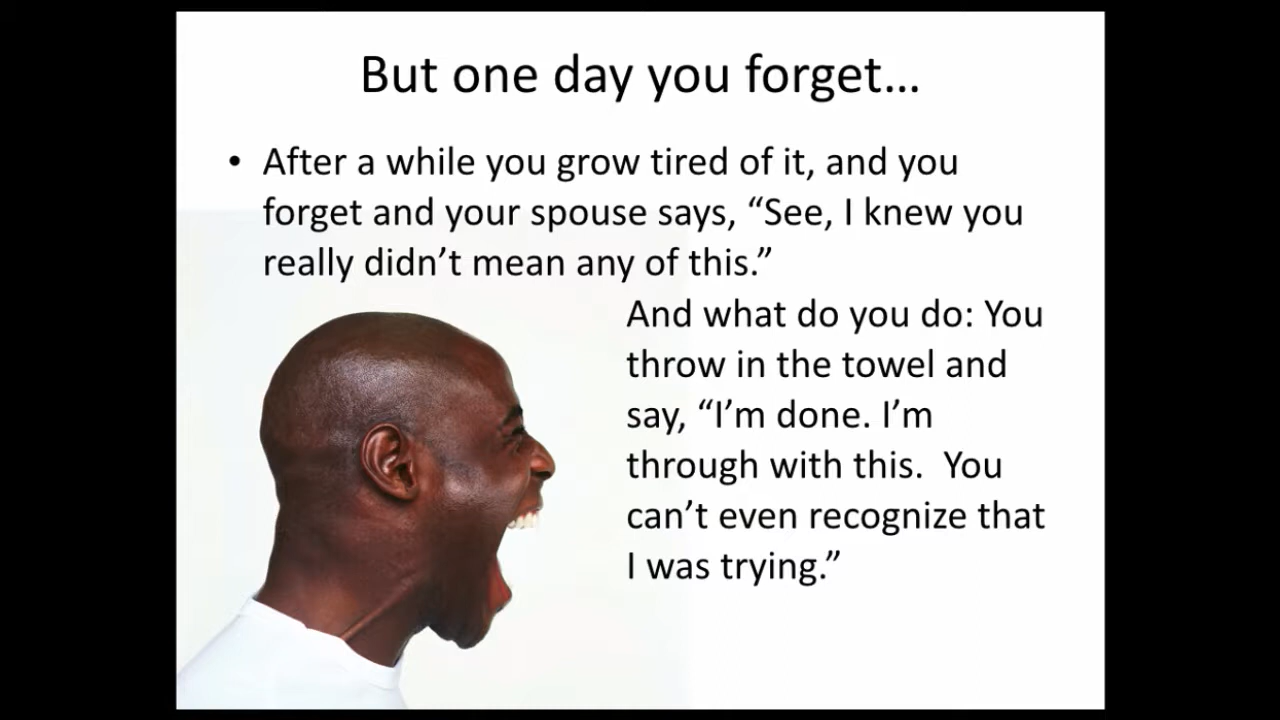 But one day you forget...
• After a while you grow tired of it, and you
forget and your spouse says, “See, I knew you
really didn’t mean any of this.”
And what do you do: You
throw in the towel and
say, “I’m done. I’m
through with this.  You
can’t even recognize that
I was trying.”